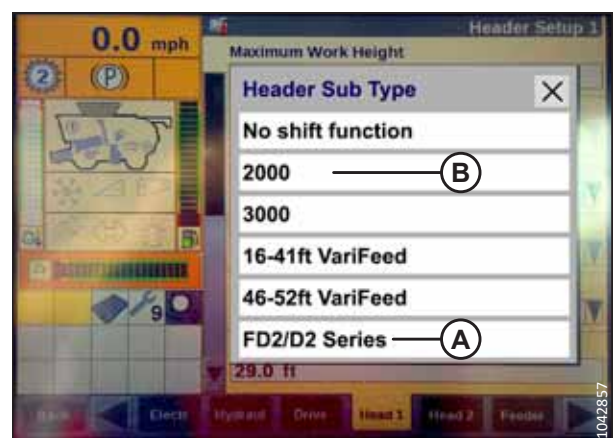 0.0 mph
Header Setup 1
Maximum Work Height
2
P
Header Sub Type
No shift function
2000
B
3000
16-41ft VariFeed
46-52ft VariFeed
9
FD2/D2 Series
A
29.0 ft
Back
Electr
Hydraul
Drive
Head 1
Head 2
Feeder
1042857